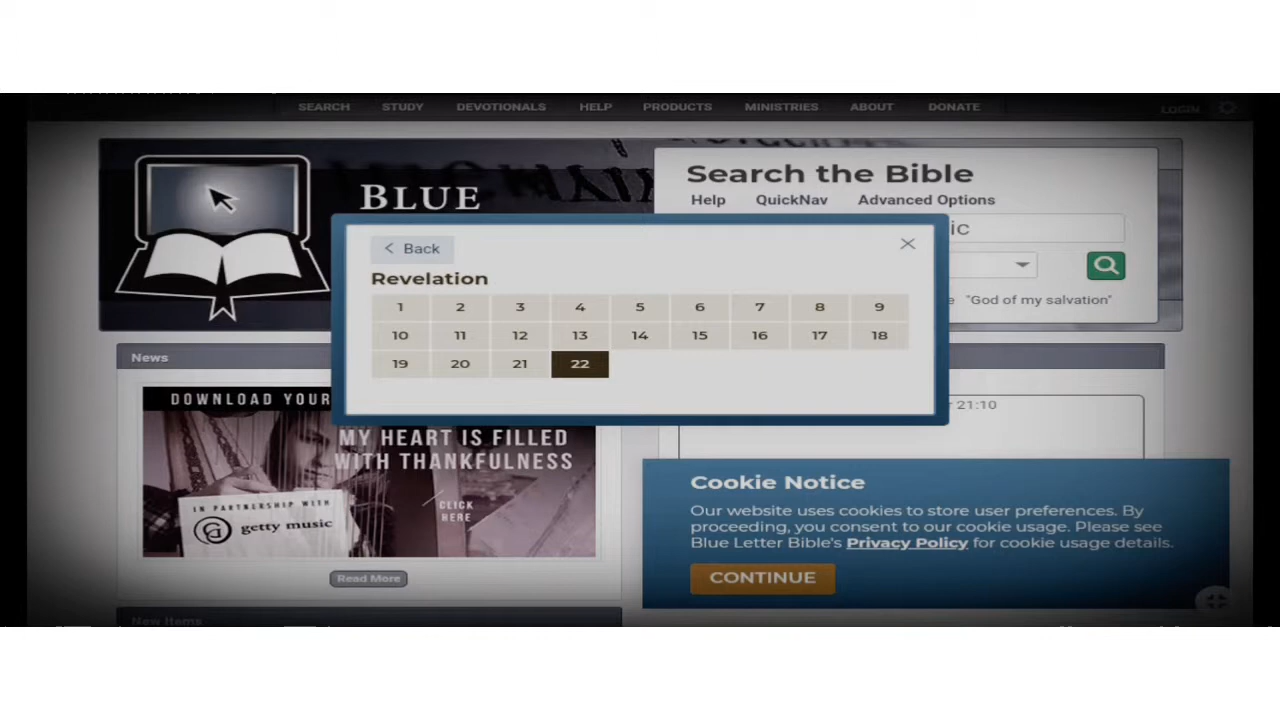 SEARCH STUDY DEVOTIONALS HELP PRODUCTS MINISTRIES ABOUT DONATE LOGIN
BLUE
Search the Bible
Help QuickNav Advanced Options
ic
"God of my salvation"
< Back
Revelation
1 2 3 4 5 6 7 8 9
10 11 12 13 14 15 16 17 18
19 20 21 22
News
DOWNLOAD YOUR
MY HEART IS FILLED
WITH THANKFULNESS
IN PARTNERSHIP WITH
getty music
CLICK
HERE
Read More
New Items
21:10
Cookie Notice
Our website uses cookies to store user preferences. By
proceeding, you consent to our cookie usage. Please see
Blue Letter Bible's Privacy Policy for cookie usage details.
CONTINUE